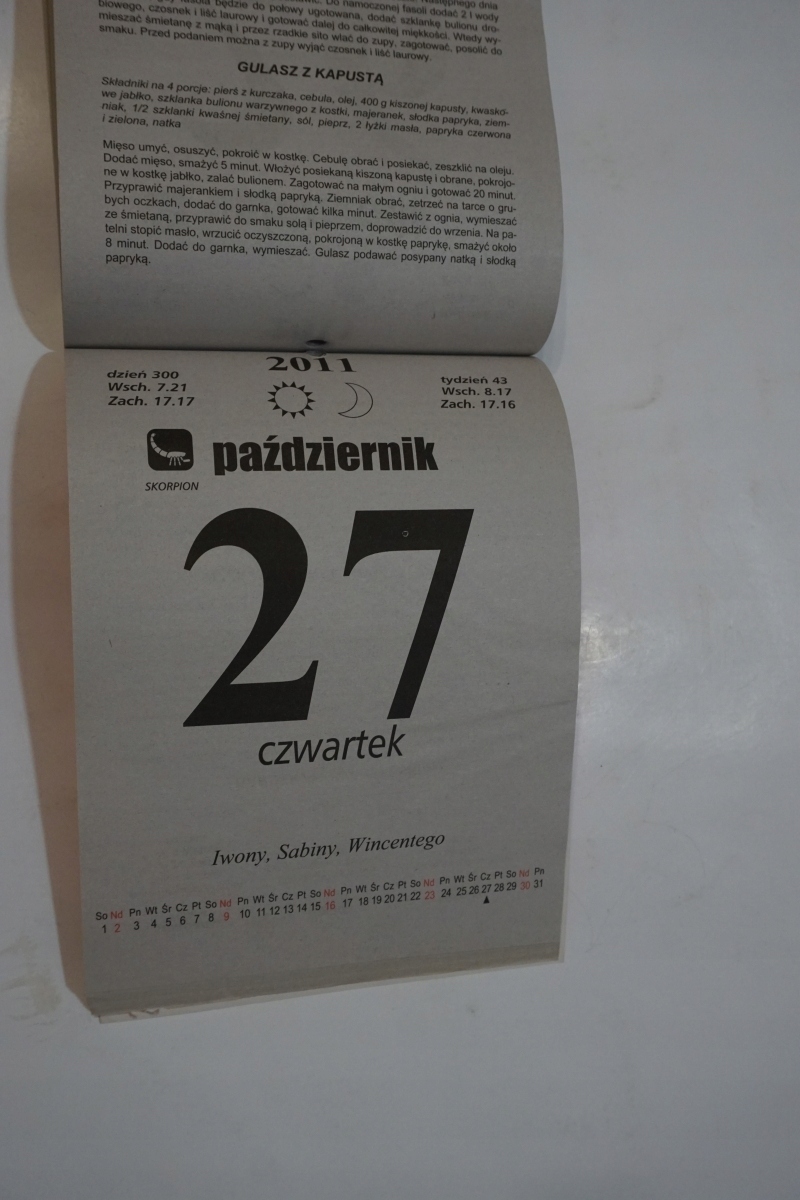 Następnego dnia
Do namoczonej fasoli dodać 2 l wody
fasola będzie do połowy ugotowana, dodać szklankę bulionu dro-
biowego, czosnek i liść laurowy i gotować dalej do całkowitej miękkości. Wtedy wy-
mieszać śmietanę z mąką i przez rzadkie sito wlać do zupy, zagotować, posolić do
smaku. Przed podaniem można z zupy wyjąć czosnek i liść laurowy.
GULASZ Z KAPUSTĄ
Składniki na 4 porcje: pierś z kurczaka, cebula, olej, 400 g kiszonej kapusty, kwasko-
we jabłko, szklanka bulionu warzywnego z kostki, majeranek, słodka papryka, ziem-
niak, 1/2 szklanki kwaśnej śmietany, sól, pieprz, 2 łyżki masła, papryka czerwona
i zielona, natka
Mięso umyć, osuszyć, pokroić w kostkę. Cebulę obrać i posiekać, zeszklić na oleju.
Dodać mięso, smażyć 5 minut. Włożyć posiekaną kiszoną kapustę i obrane, pokrojo-
ne w kostkę jabłko, zalać bulionem. Zagotować na małym ogniu i gotować 20 minut.
Przyprawić majerankiem i słodką papryką. Ziemniak obrać, zetrzeć na tarce o gru-
bych oczkach, dodać do garnka, gotować kilka minut. Zestawić z ognia, wymieszać
ze śmietaną, przyprawić do smaku solą i pieprzem, doprowadzić do wrzenia. Na pa-
telni stopić masło, wrzucić oczyszczoną, pokrojoną w kostkę paprykę, smażyć około
8 minut. Dodać do garnka, wymieszać. Gulasz podawać posypany natką i słodką
papryką.
2011
dzień 300
Wsch. 7.21
Zach. 17.17
tydzień 43
Wsch. 8.17
Zach. 17.16
SKORPION
październik
27
czwartek
Iwony, Sabiny, Wincentego
So Nd Pn Wt Śr Cz Pt So Nd Pn Wt Śr Cz Pt So Nd Pn Wt Śr Cz Pt So Nd Pn Wt Śr Cz Pt So Nd Pn
1 2 3 4 5 6 7 8 9 10 11 12 13 14 15 16 17 18 19 20 21 22 23 24 25 26 27 28 29 30 31